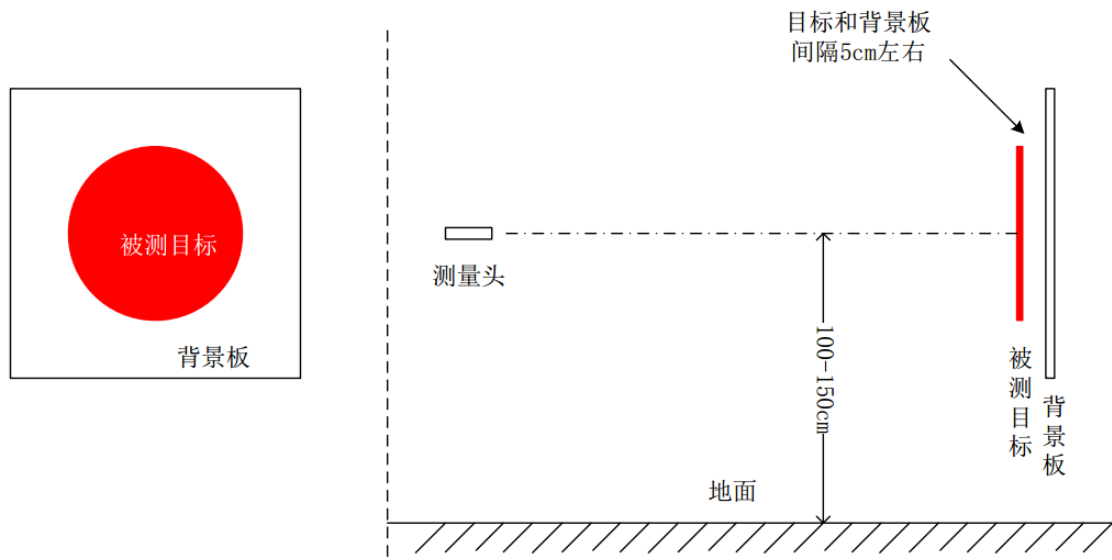 目标和背景板
间隔5cm左右
被测目标
背景板
测量头
100-150cm
被测目标
背景板
地面